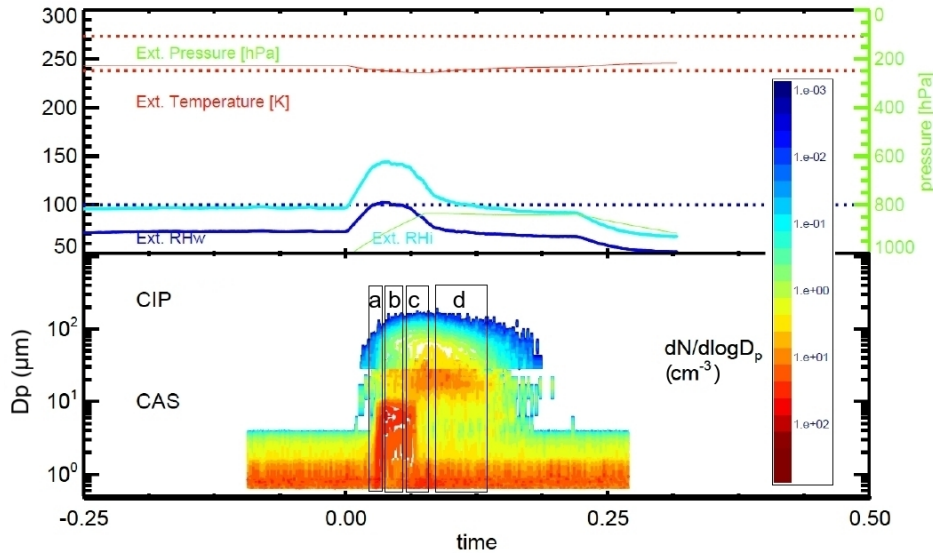 300
250
200
150
100
50
Ext. Pressure [hPa]
Ext. Temperature [K]
Ext. RHw
Ext. RHi
0
200
400
600
800
1000
pressure [hPa]
1.e-03
1.e-02
1.e-01
1.e+00
1.e+01
1.e+02
dN/dlogDp
(cm⁻³)
CIP
CAS
a
b
c
d
Dp (µm)
10²
10¹
10⁰
-0.25
0.00
0.25
0.50
time